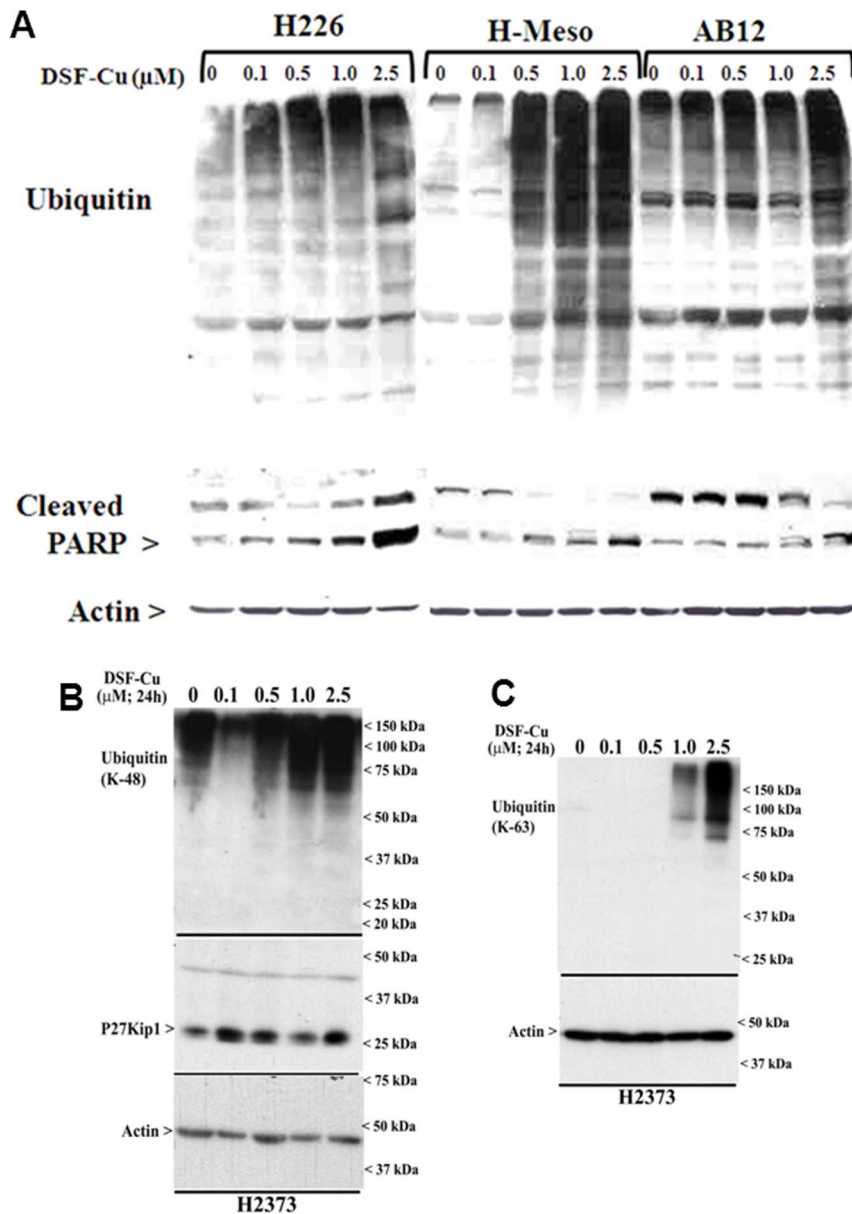 A
H226 H-Meso AB12
DSF-Cu (µM) 0 0.1 0.5 1.0 2.5 0 0.1 0.5 1.0 2.5 0 0.1 0.5 1.0 2.5
Ubiquitin
Cleaved
PARP >
Actin >
B
DSF-Cu
(µM; 24h) 0 0.1 0.5 1.0 2.5
Ubiquitin
(K-48)
< 150 kDa
< 100 kDa
< 75 kDa
< 50 kDa
< 37 kDa
< 25 kDa
< 20 kDa
< 50 kDa
< 37 kDa
P27Kip1 >
< 25 kDa
< 75 kDa
Actin >
< 50 kDa
< 37 kDa
H2373
C
DSF-Cu
(µM; 24h) 0 0.1 0.5 1.0 2.5
Ubiquitin
(K-63)
< 150 kDa
< 100 kDa
< 75 kDa
< 50 kDa
< 37 kDa
< 25 kDa
Actin >
< 50 kDa
< 37 kDa
H2373